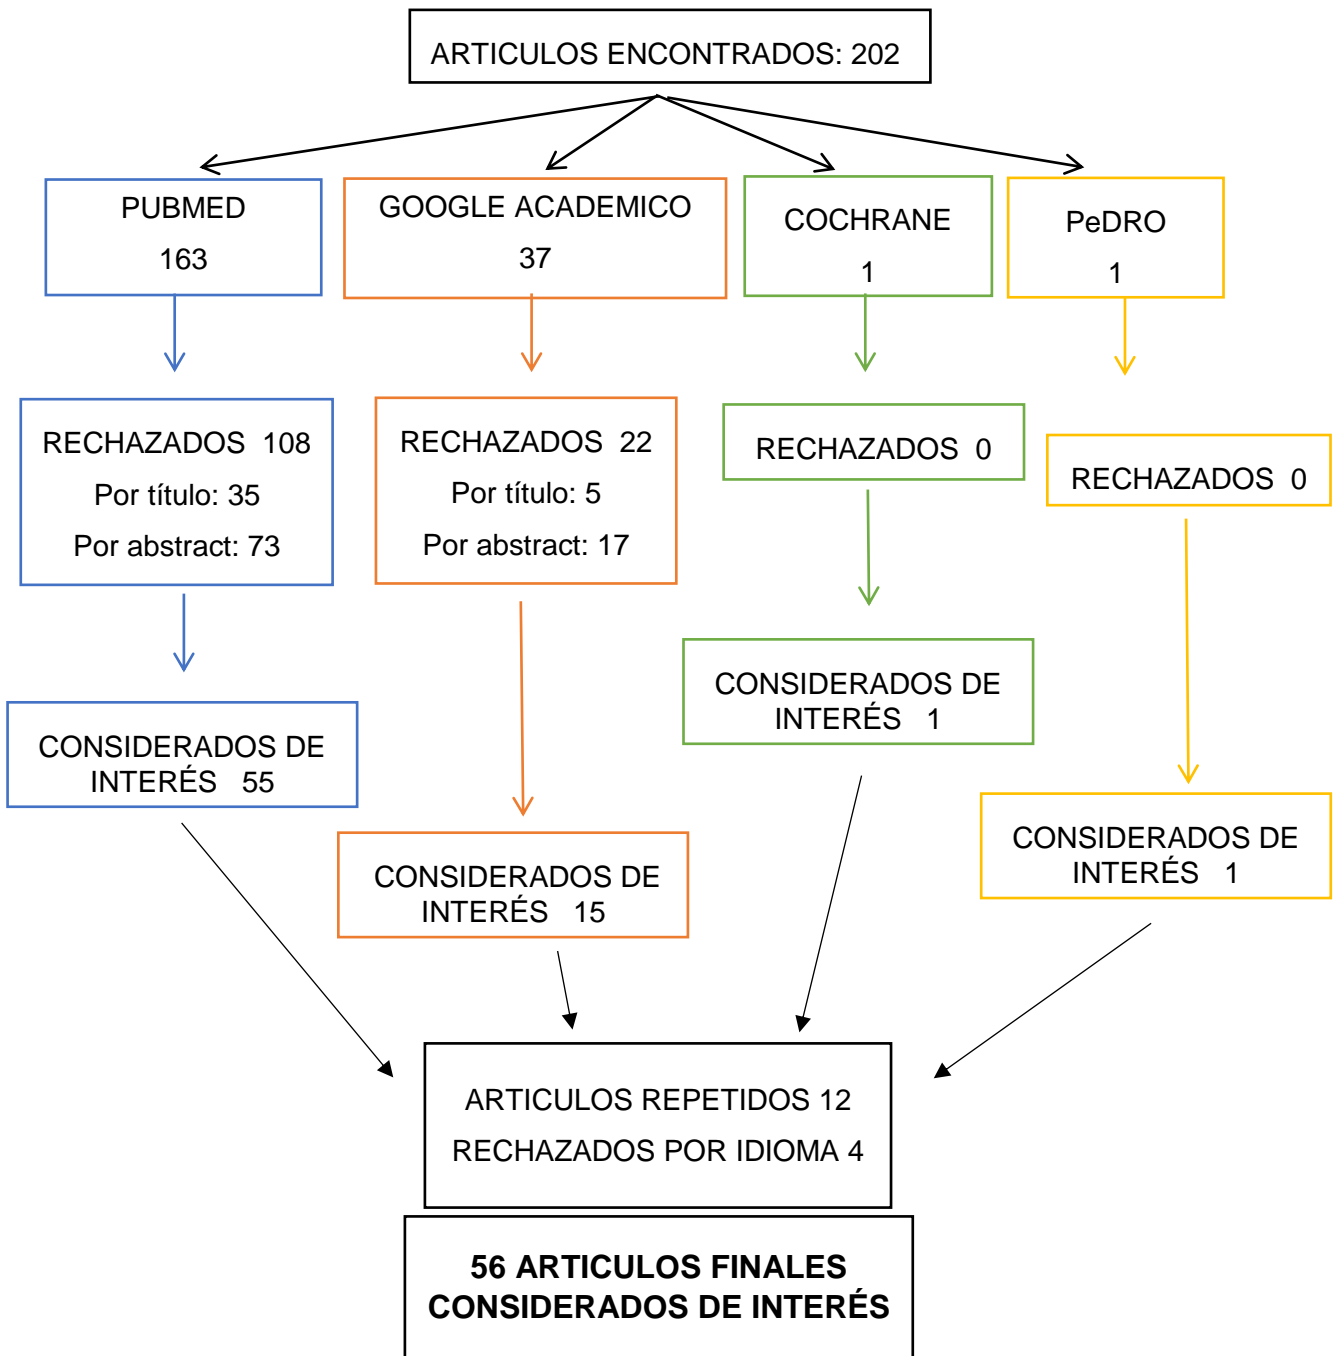 ARTICULOS ENCONTRADOS: 202
PUBMED
163
GOOGLE ACADEMICO
37
COCHRANE
1
PeDRO
1
RECHAZADOS 108
Por título: 35
Por abstract: 73
RECHAZADOS 22
Por título: 5
Por abstract: 17
RECHAZADOS 0
RECHAZADOS 0
CONSIDERADOS DE
INTERÉS 55
CONSIDERADOS DE
INTERÉS 15
CONSIDERADOS DE
INTERÉS 1
CONSIDERADOS DE
INTERÉS 1
ARTICULOS REPETIDOS 12
RECHAZADOS POR IDIOMA 4
56 ARTICULOS FINALES
CONSIDERADOS DE INTERÉS